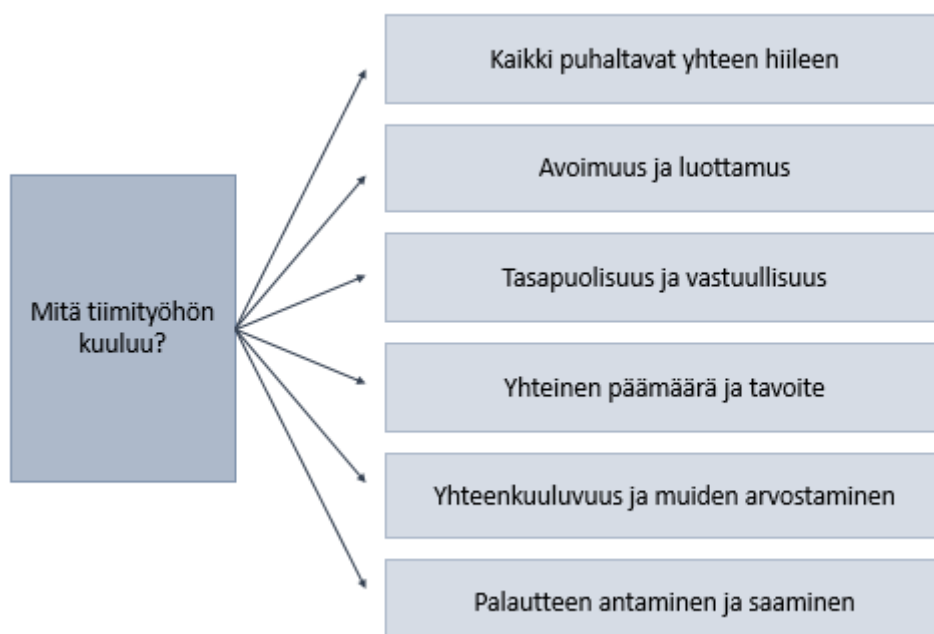 Kaikki puhaltavat yhteen hiileen
Avoimuus ja luottamus
Tasapuolisuus ja vastuullisuus
Mitä tiimityöhön
kuuluu?
Yhteinen päämäärä ja tavoite
Yhteenkuuluvuus ja muiden arvostaminen
Palautteen antaminen ja saaminen